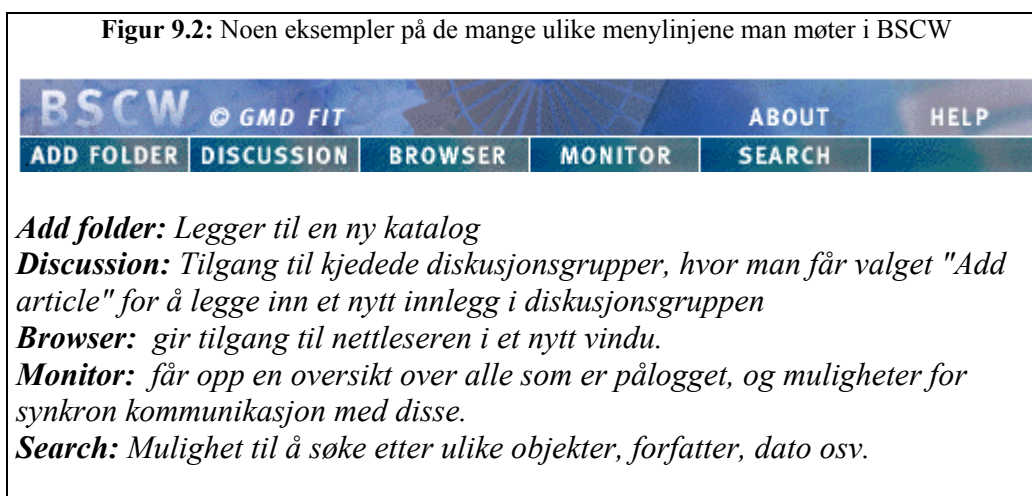 Figur 9.2: Noen eksempler på de mange ulike menylinjene man møter i BSCW
BSCW © GMD FIT ABOUT HELP
ADD FOLDER DISCUSSION BROWSER MONITOR SEARCH
Add folder: Legger til en ny katalog
Discussion: Tilgang til kjedede diskusjonsgrupper, hvor man får valget "Add
article" for å legge inn et nytt innlegg i diskusjonsgruppen
Browser: gir tilgang til nettleseren i et nytt vindu.
Monitor: får opp en oversikt over alle som er pålogget, og muligheter for
synkron kommunikasjon med disse.
Search: Mulighet til å søke etter ulike objekter, forfatter, dato osv.